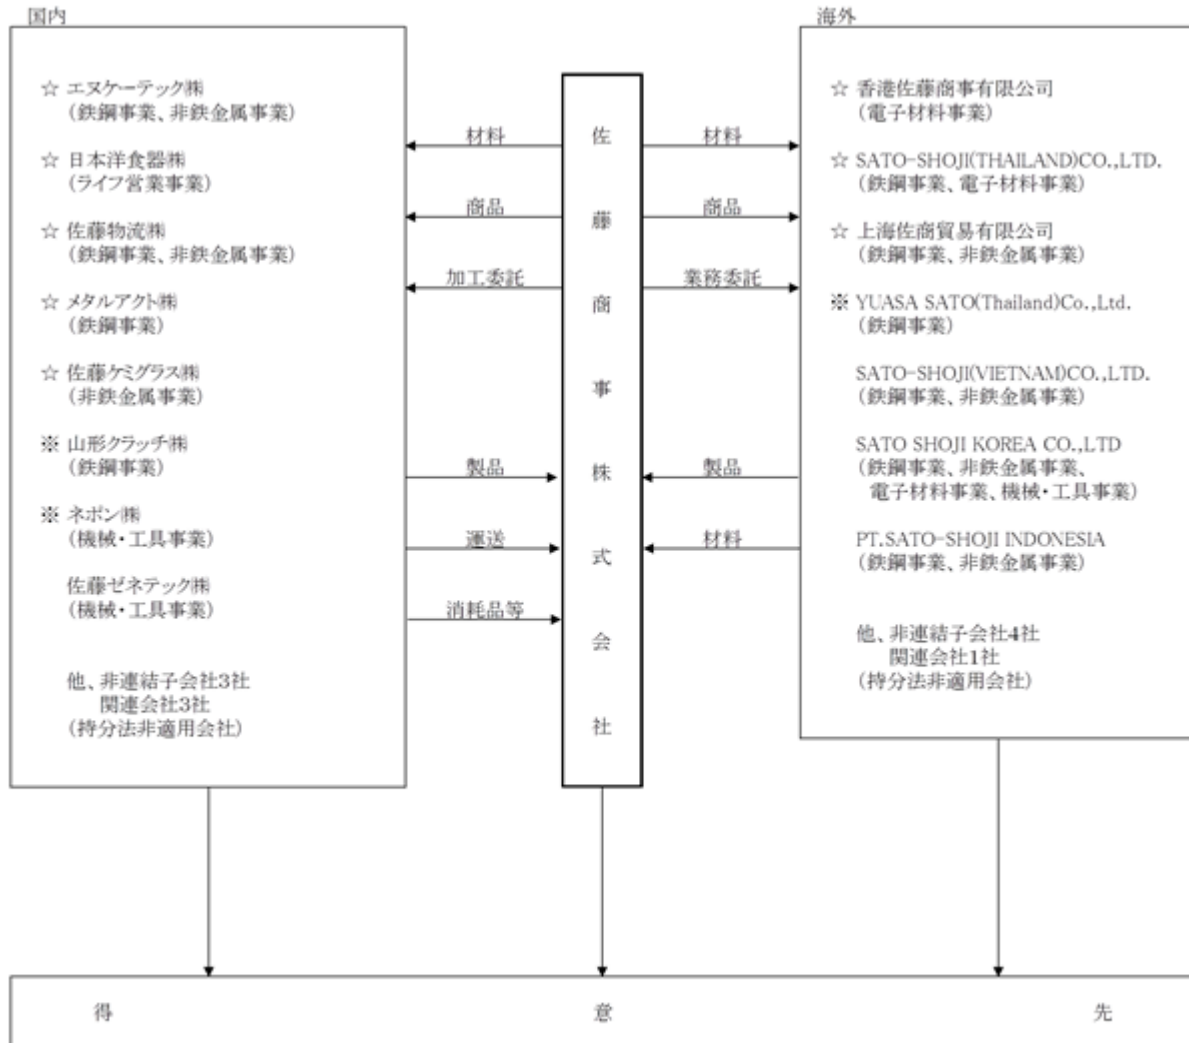 国内
☆ エヌケーテック㈱
(鉄鋼事業、非鉄金属事業)
☆ 日本洋食器㈱
(ライフ営業事業)
☆ 佐藤物流㈱
(鉄鋼事業、非鉄金属事業)
☆ メタルアクト㈱
(鉄鋼事業)
☆ 佐藤ケミグラス㈱
(非鉄金属事業)
※ 山形クラッチ㈱
(鉄鋼事業)
※ ネポン㈱
(機械・工具事業)
佐藤ゼネテック㈱
(機械・工具事業)
他、非連結子会社3社
関連会社3社
(持分法非適用会社)
材料
商品
加工委託
製品
運送
消耗品等
佐藤商事株式会社
材料
商品
業務委託
製品
材料
海外
☆ 香港佐藤商事有限公司
(電子材料事業)
☆ SATO-SHOJI(THAILAND)CO.,LTD.
(鉄鋼事業、電子材料事業)
☆ 上海佐商貿易有限公司
(鉄鋼事業、非鉄金属事業)
※ YUASA SATO(Thailand)Co.,Ltd.
(鉄鋼事業)
SATO-SHOJI(VIETNAM)CO.,LTD.
(鉄鋼事業、非鉄金属事業)
SATO SHOJI KOREA CO.,LTD
(鉄鋼事業、非鉄金属事業、
電子材料事業、機械・工具事業)
PT.SATO-SHOJI INDONESIA
(鉄鋼事業、非鉄金属事業)
他、非連結子会社4社
関連会社1社
(持分法非適用会社)
得意先